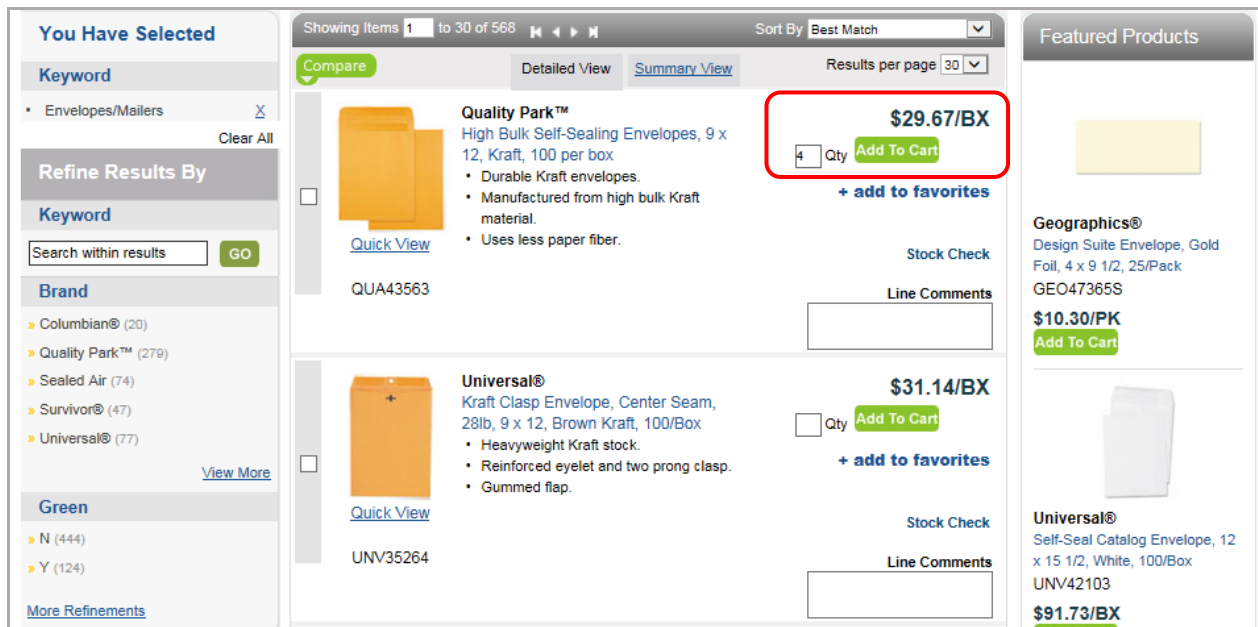 You Have Selected
Keyword
• Envelopes/Mailers X
Clear All
Refine Results By
Keyword
Search within results GO
Brand
» Columbian® (20)
» Quality Park™ (279)
» Sealed Air (74)
» Survivor® (47)
» Universal® (77)
View More
Green
» N (444)
» Y (124)
More Refinements
Showing Items 1 to 30 of 568
Sort By Best Match
Compare
Detailed View Summary View
Results per page 30
Quality Park™
High Bulk Self-Sealing Envelopes, 9 x
12, Kraft, 100 per box
• Durable Kraft envelopes.
• Manufactured from high bulk Kraft
material.
• Uses less paper fiber.
Quick View
QUA43563
$29.67/BX
4 Qty Add To Cart
+ add to favorites
Stock Check
Line Comments
Universal®
Kraft Clasp Envelope, Center Seam,
28lb, 9 x 12, Brown Kraft, 100/Box
• Heavyweight Kraft stock.
• Reinforced eyelet and two prong clasp.
• Gummed flap.
Quick View
UNV35264
$31.14/BX
Qty Add To Cart
+ add to favorites
Stock Check
Line Comments
Featured Products
Geographics®
Design Suite Envelope, Gold
Foil, 4 x 9 1/2, 25/Pack
GEO47365S
$10.30/PK
Add To Cart
Universal®
Self-Seal Catalog Envelope, 12
x 15 1/2, White, 100/Box
UNV42103
$91.73/BX